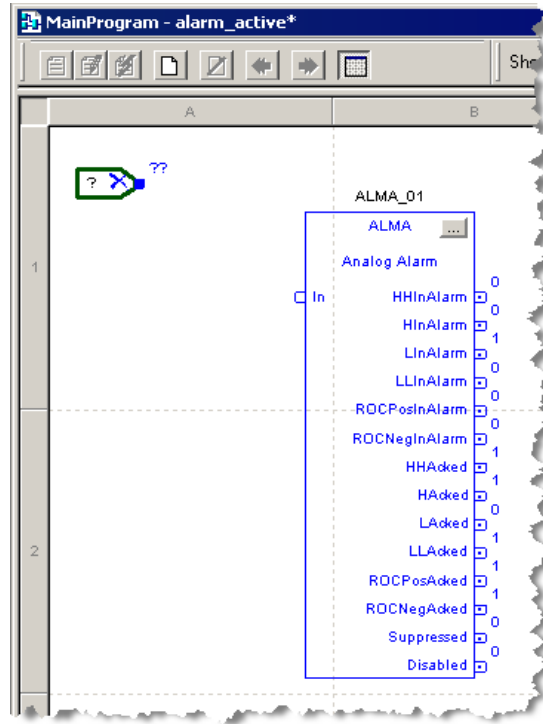 MainProgram - alarm_active*
Sho
A
B
? ??
ALMA_01
ALMA ...
Analog Alarm
1
In
HHInAlarm 0
HInAlarm 0
LInAlarm 1
LLInAlarm 0
ROCPosInAlarm 0
ROCNegInAlarm 0
HHAcked 1
HAcked 1
LAcked 0
2
LLAcked 1
ROCPosAcked 1
ROCNegAcked 1
Suppressed 0
Disabled 0